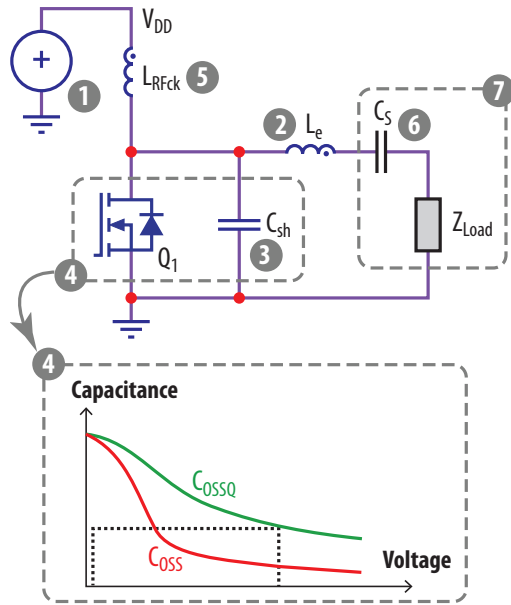 V_DD
L_RFck 5
1
7
2 L_e
C_S
6
C_sh
3
Z_Load
Q_1
4
4
Capacitance
C_OSSQ
C_OSS
Voltage